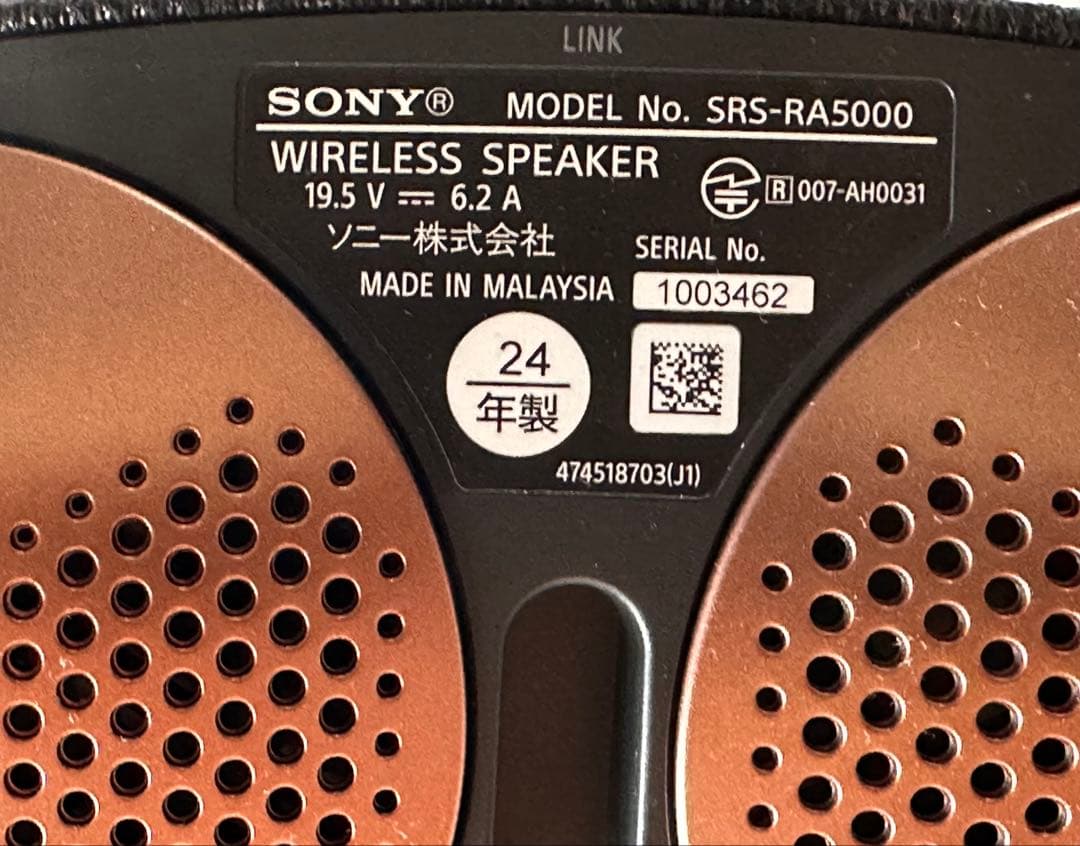 LINK
SONY® MODEL No. SRS-RA5000
WIRELESS SPEAKER
19.5 V ⎓ 6.2 A
R 007-AH0031
ソニー株式会社
SERIAL No.
MADE IN MALAYSIA 1003462
24
年製
474518703(J1)